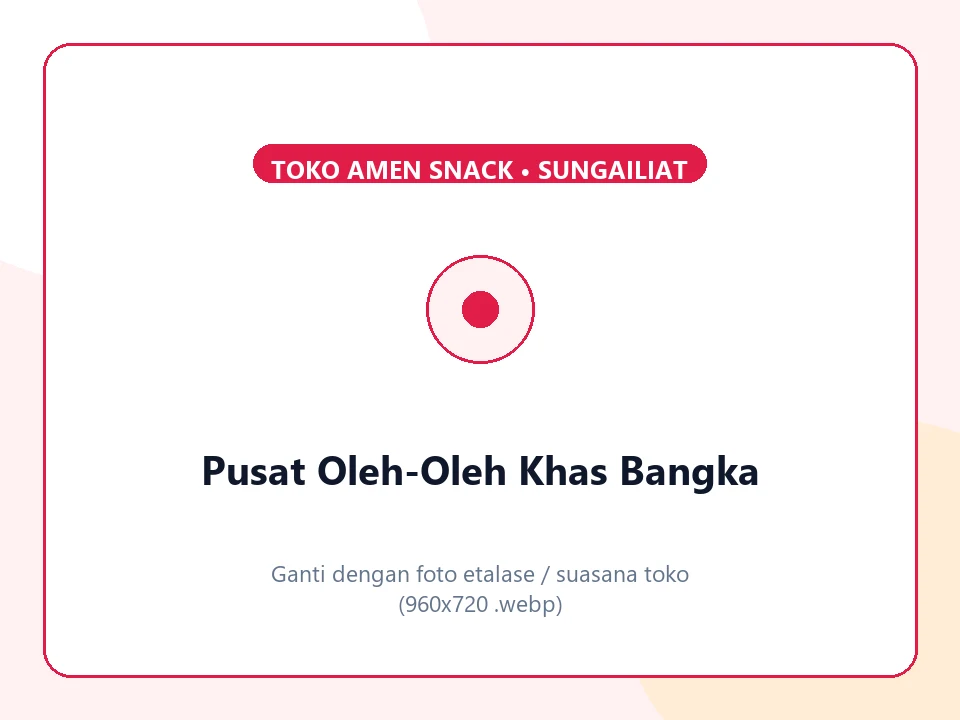 TOKO AMEN SNACK • SUNGAILIAT
Pusat Oleh-Oleh Khas Bangka
Ganti dengan foto etalase / suasana toko
(960x720 .webp)